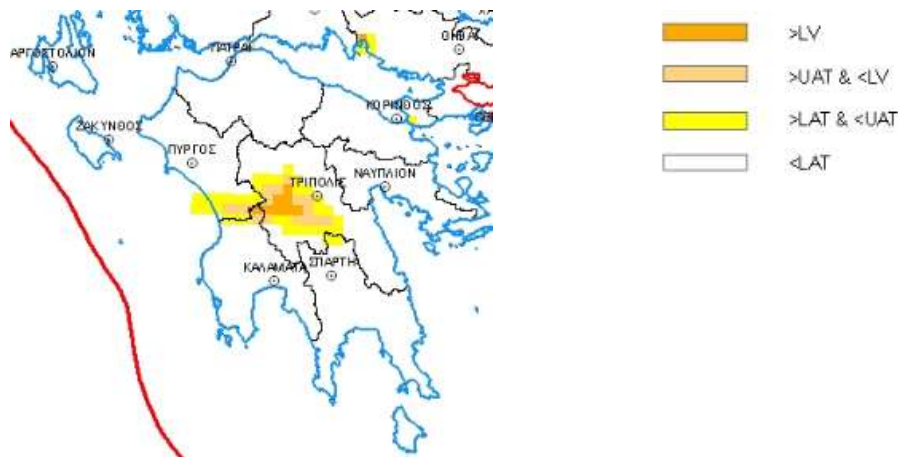 ΘΗΒΑΙ
ΑΡΓΟΣΤΟΛΙΟΝ
ΠΑΤΡΑΙ
ΚΟΡΙΝΘΟΣ
ΖΑΚΥΝΘΟΣ
ΠΥΡΓΟΣ
ΝΑΥΠΛΙΟΝ
ΤΡΙΠΟΛΙΣ
ΣΠΑΡΤΗ
ΚΑΛΑΜΑΤΑ
>LV
>UAT & <LV
>LAT & <UAT
<LAT